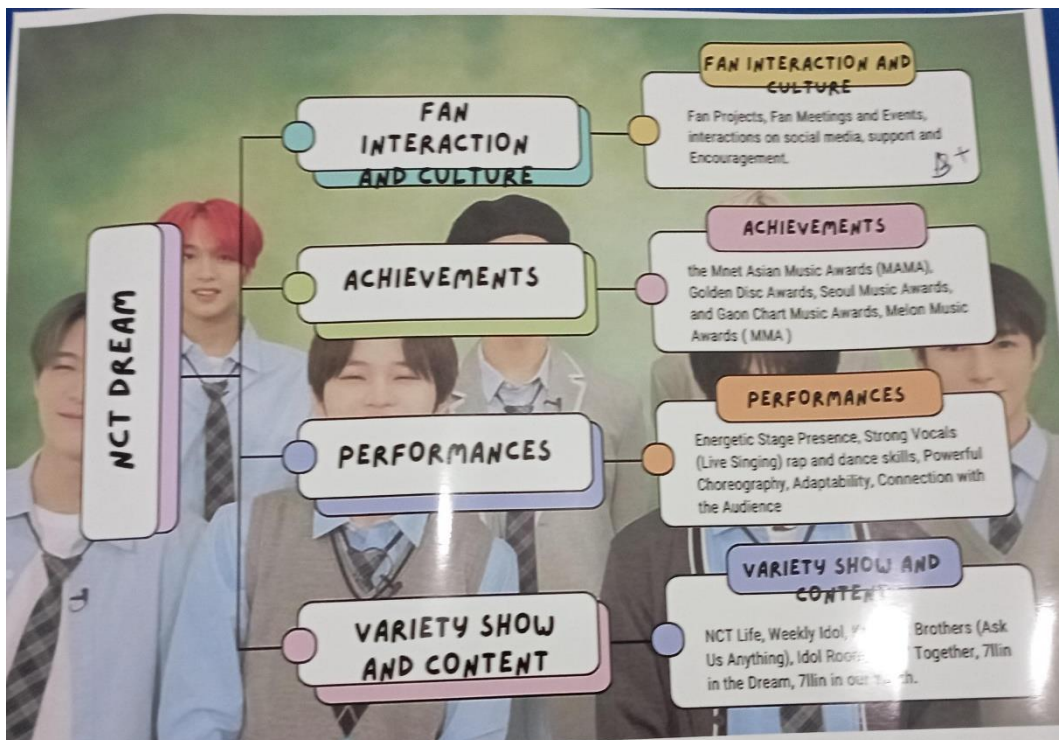 NCT DREAM
FAN
INTERACTION
AND CULTURE
FAN INTERACTION AND
CULTURE
Fan Projects, Fan Meetings and Events,
interactions on social media, support and
Encouragement.
B+
ACHIEVEMENTS
ACHIEVEMENTS
the Mnet Asian Music Awards (MAMA),
Golden Disc Awards, Seoul Music Awards,
and Gaon Chart Music Awards, Melon Music
Awards ( MMA )
PERFORMANCES
PERFORMANCES
Energetic Stage Presence, Strong Vocals
(Live Singing) rap and dance skills, Powerful
Choreography, Adaptability, Connection with
the Audience
VARIETY SHOW
AND CONTENT
VARIETY SHOW AND
CONTENT
NCT Life, Weekly Idol, Brothers (Ask
Us Anything), Idol Together, 7llin
in the Dream, 7llin in our